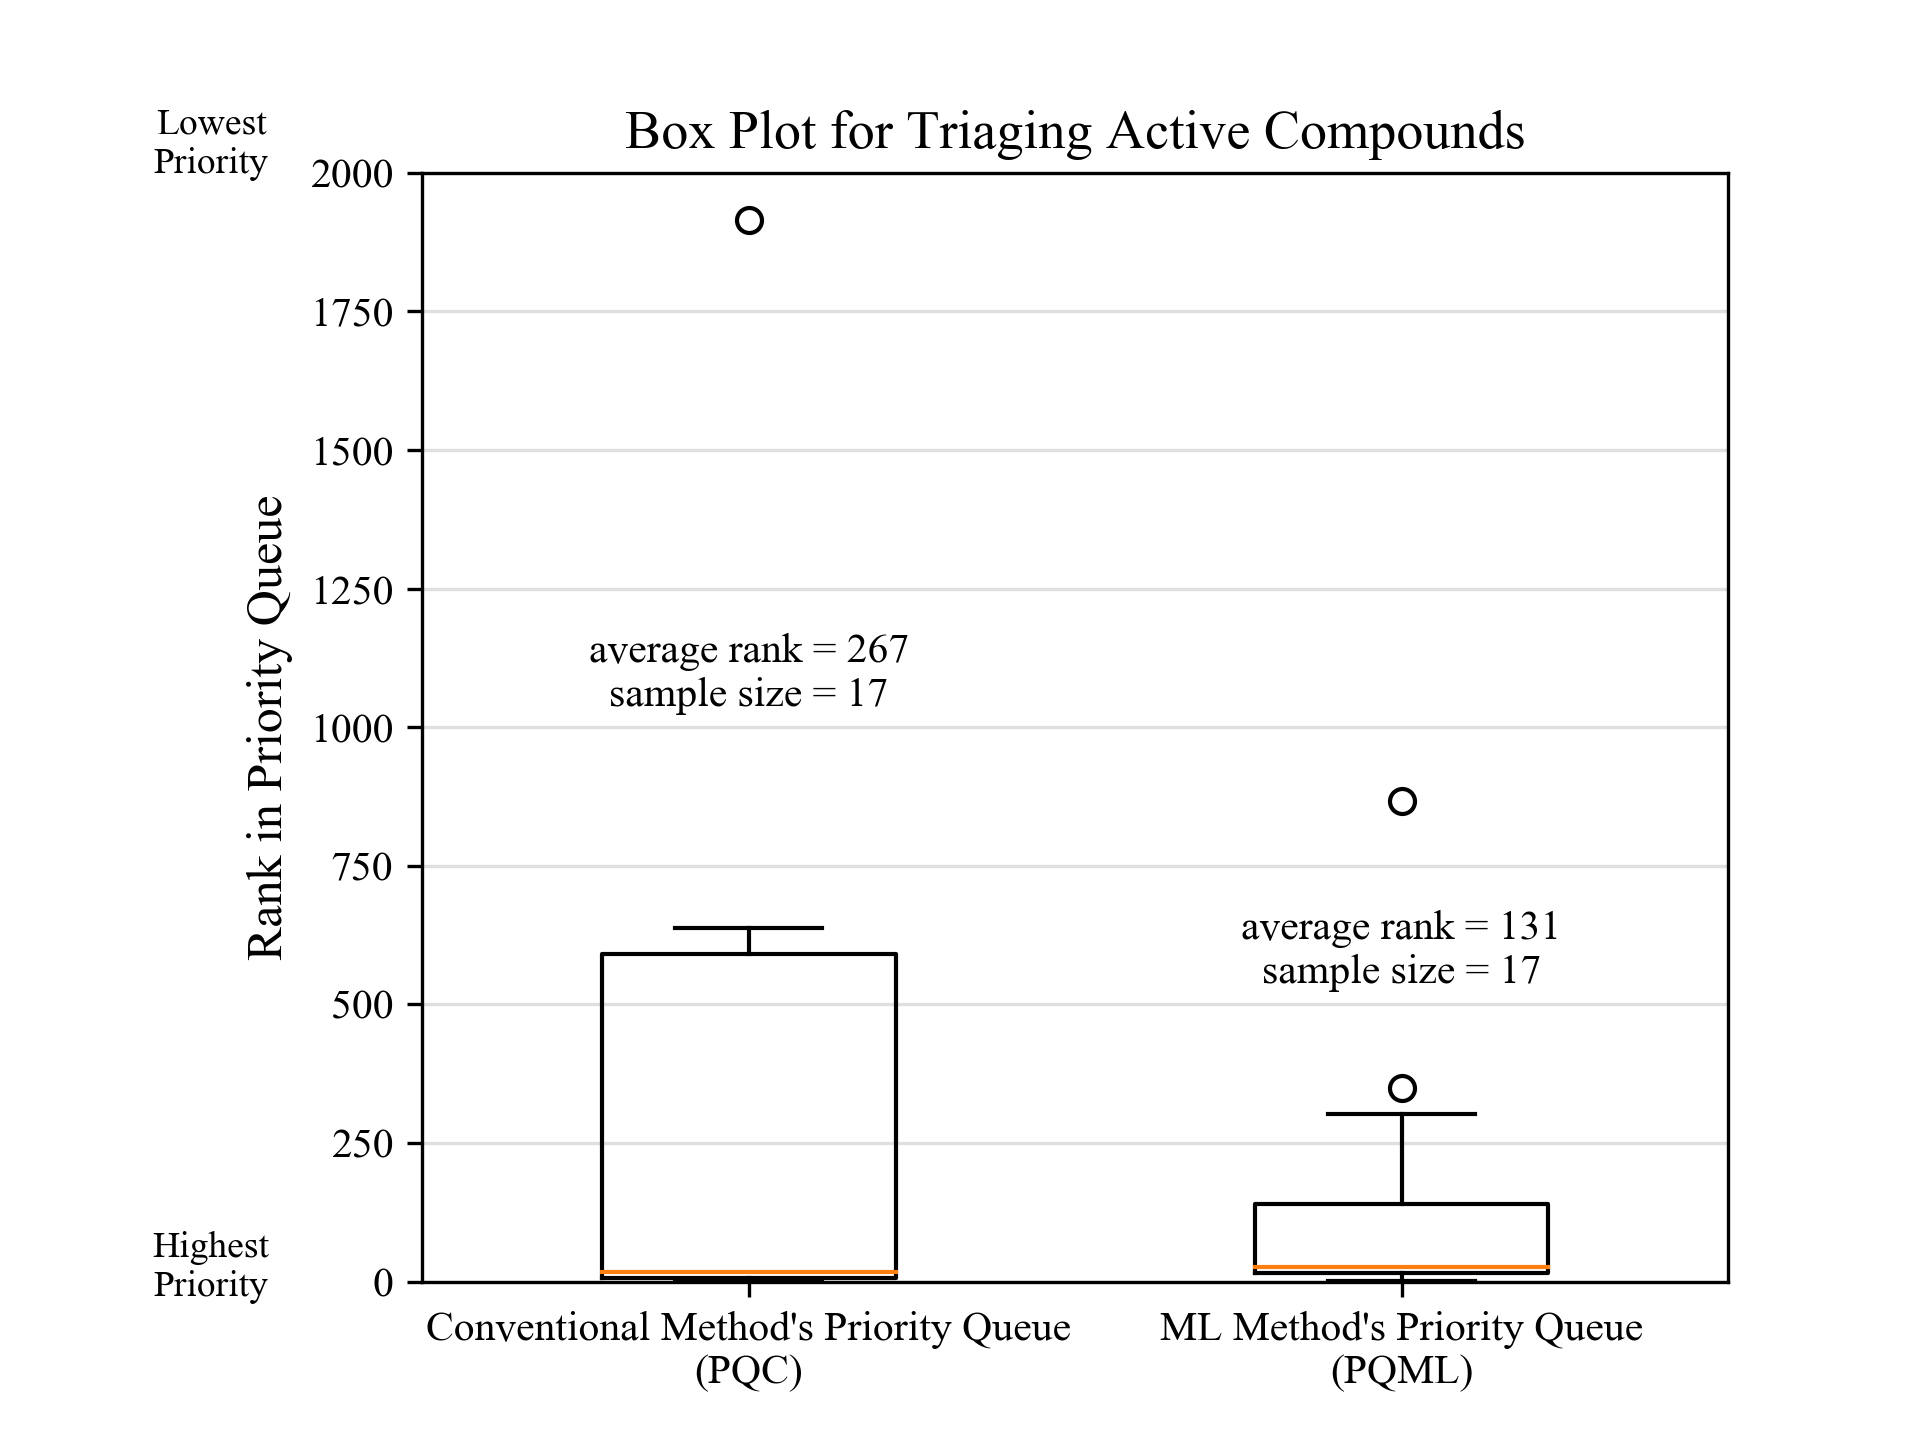 Box Plot for Triaging Active Compounds
Lowest
Priority
2000
1750
1500
1250
1000
750
500
250
0
Highest
Priority
Rank in Priority Queue
average rank = 267
sample size = 17
average rank = 131
sample size = 17
Conventional Method's Priority Queue
(PQC)
ML Method's Priority Queue
(PQML)